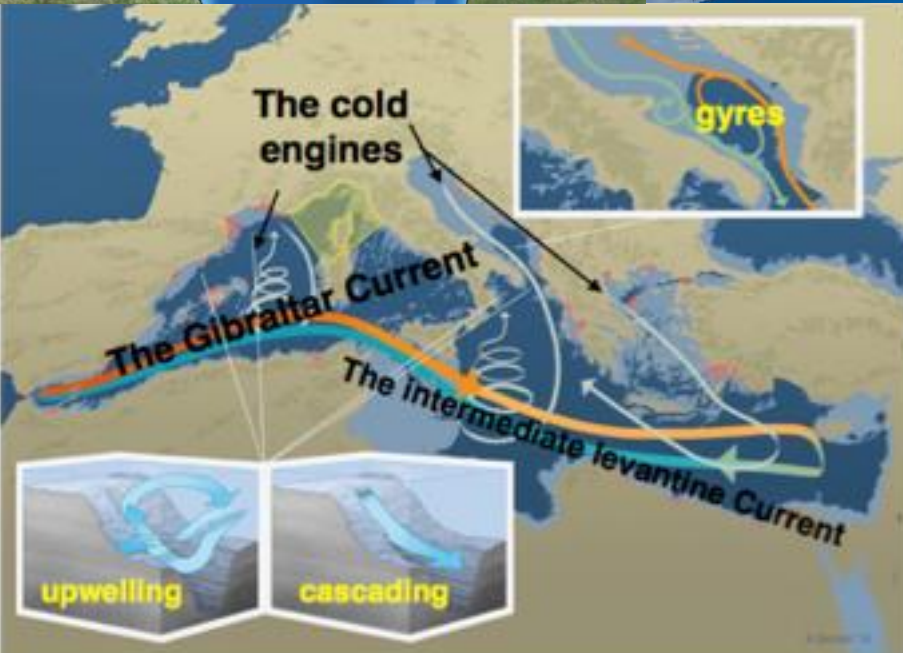 The cold
engines
gyres
The Gibraltar Current
The intermediate levantine Current
upwelling
cascading